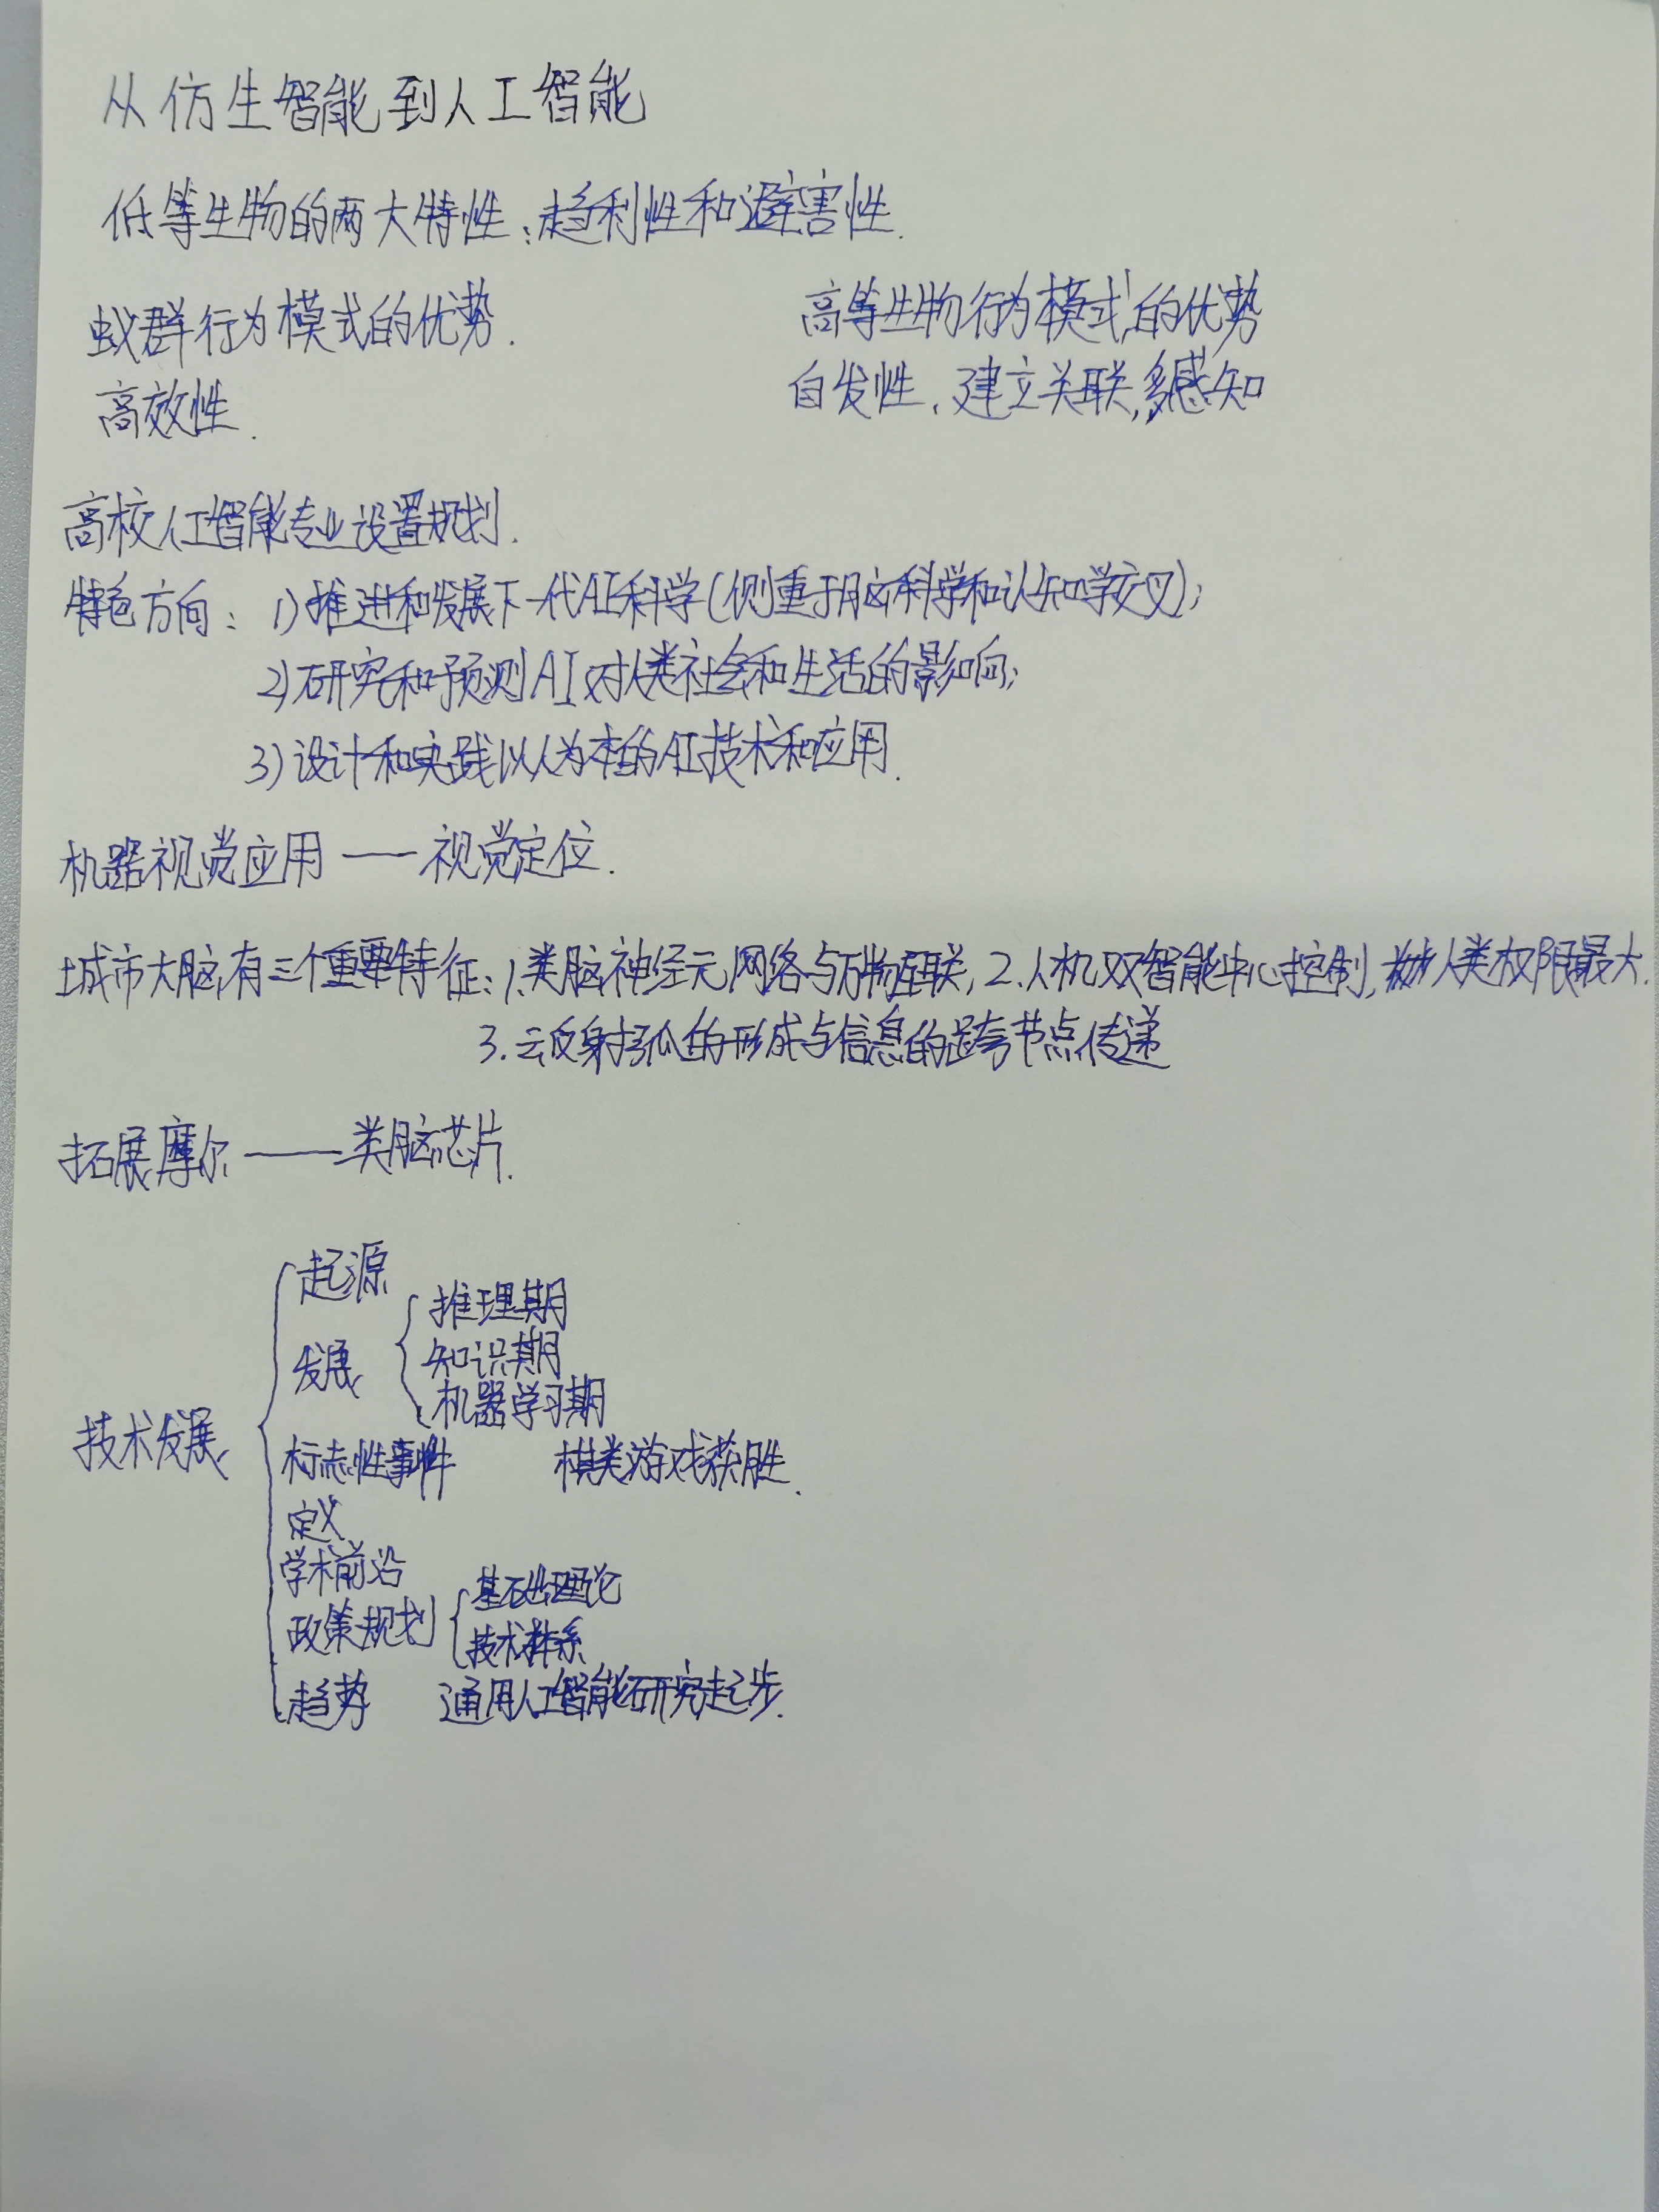 从仿生智能到人工智能
低等生物的两大特性:趋利性和避害性.
蚁群行为模式的优势.
高效性.
高等生物行为模式的优势
自发性、建立关联,多感知
高校人工智能专业设置规划.
特色方向:1)推进和发展下一代AI科学(侧重于脑科学和认知学交叉);
2)研究和预测AI对人类社会和生活的影响;
3)设计和实践以人为本的AI技术和应用.
机器视觉应用——视觉定位.
城市大脑有三个重要特征:1.类脑神经元网络与万物互联,2.人机双智能中心控制,人类权限最大.
3.云反射弧的形成与信息的跨节点传递
拓展摩尔——类脑芯片.
技术发展
起源
发展
推理期
知识期
机器学习期
标志性事件 棋类游戏获胜.
定义
学术前沿
政策规划
基础理论
技术体系
趋势 通用人工智能研究起步.